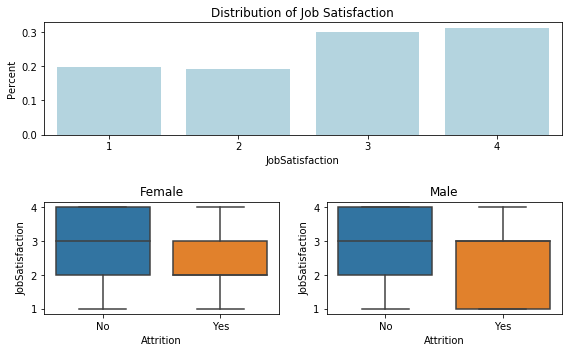 Distribution of Job Satisfaction
Percent
0.3
0.2
0.1
0.0
1 2 3 4
JobSatisfaction
Female
JobSatisfaction
4
3
2
1
No Yes
Attrition
Male
JobSatisfaction
4
3
2
1
No Yes
Attrition